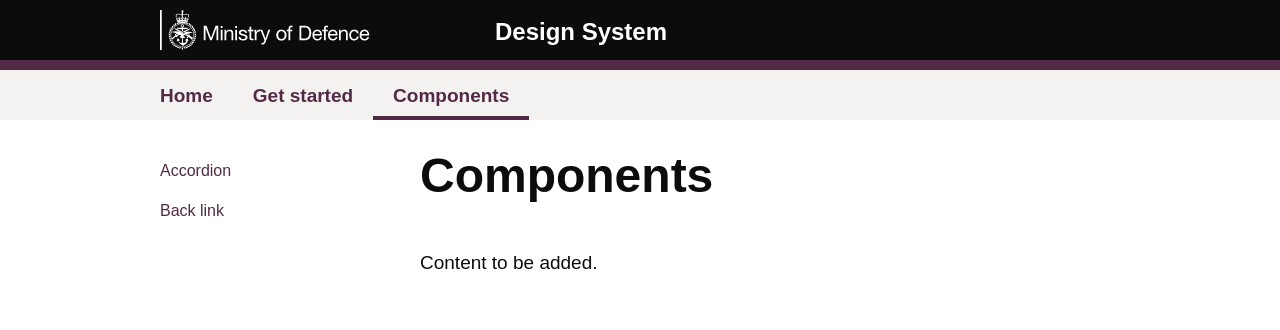 Ministry of Defence
Design System
Home
Get started
Components
Accordion
Back link
Components
Content to be added.